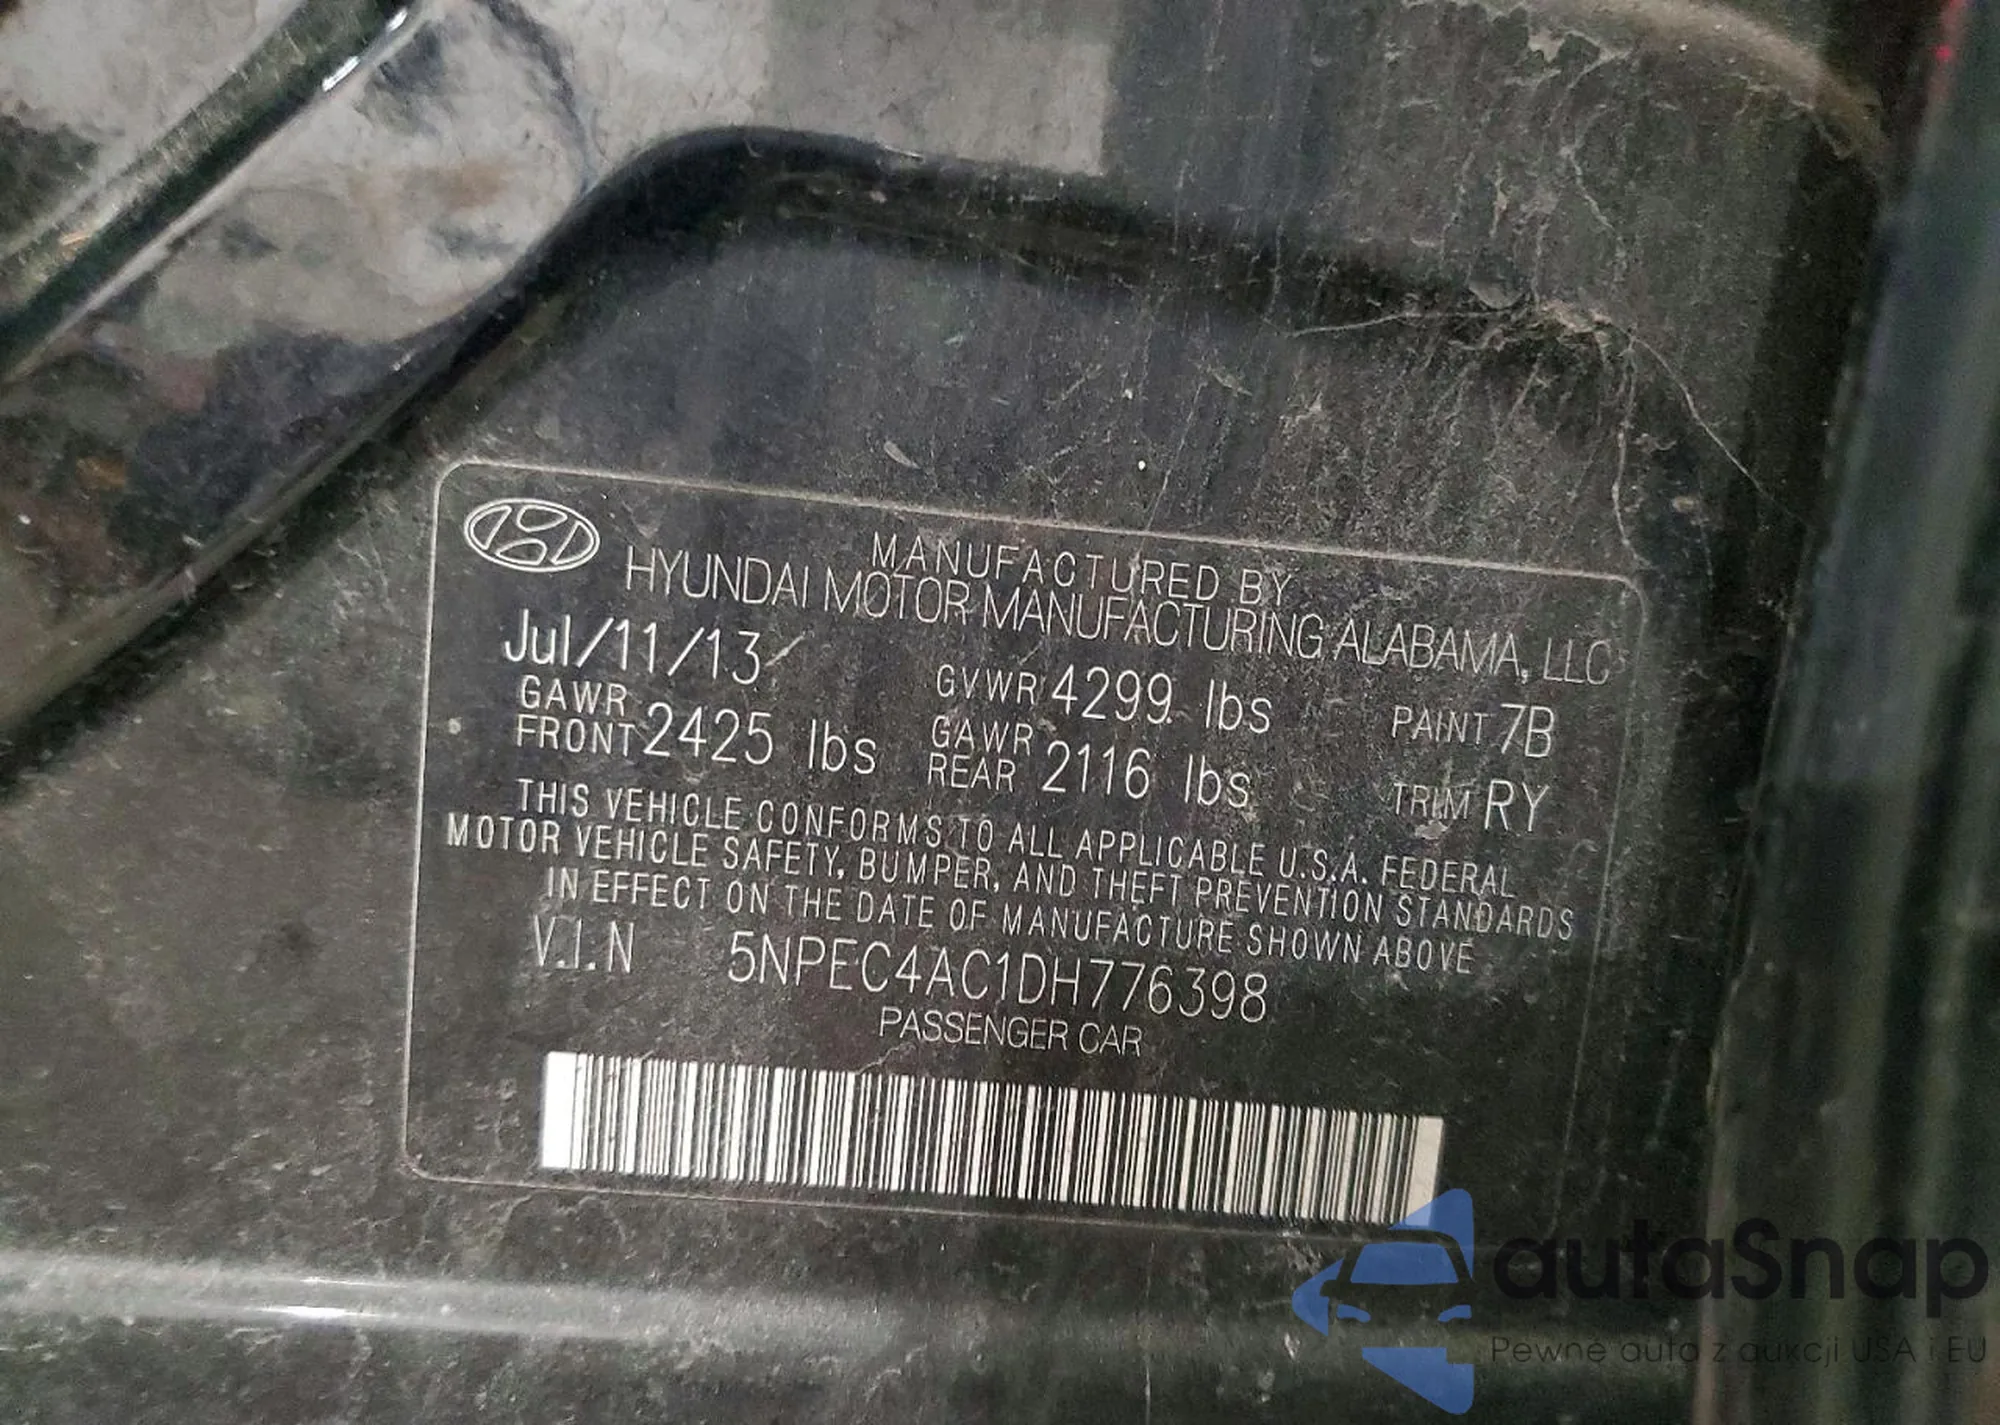 MANUFACTURED BY
HYUNDAI MOTOR MANUFACTURING ALABAMA, LLC
Jul/11/13 GVWR 4299 lbs PAINT 7B
GAWR FRONT 2425 lbs GAWR REAR 2116 lbs TRIM RY
THIS VEHICLE CONFORMS TO ALL APPLICABLE U.S.A. FEDERAL
MOTOR VEHICLE SAFETY, BUMPER, AND THEFT PREVENTION STANDARDS
IN EFFECT ON THE DATE OF MANUFACTURE SHOWN ABOVE
V.I.N 5NPEC4AC1DH776398
PASSENGER CAR
autaSnap
Pewne auta z aukcji USA i EU